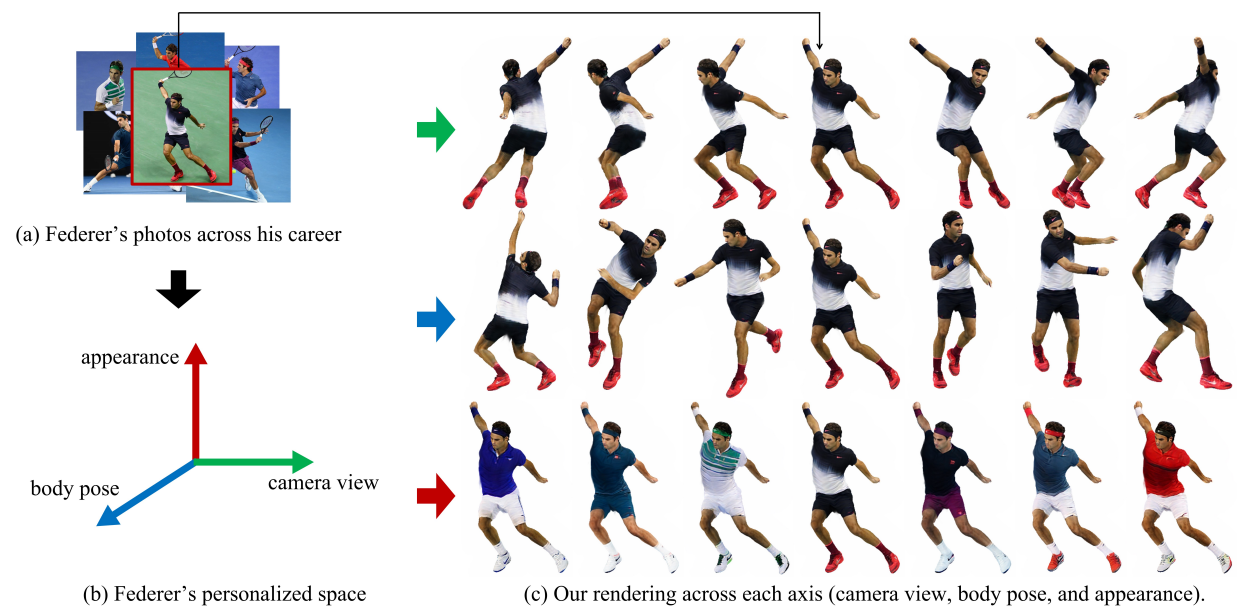 (a) Federer's photos across his career
appearance
body pose
camera view
(b) Federer's personalized space
(c) Our rendering across each axis (camera view, body pose, and appearance).